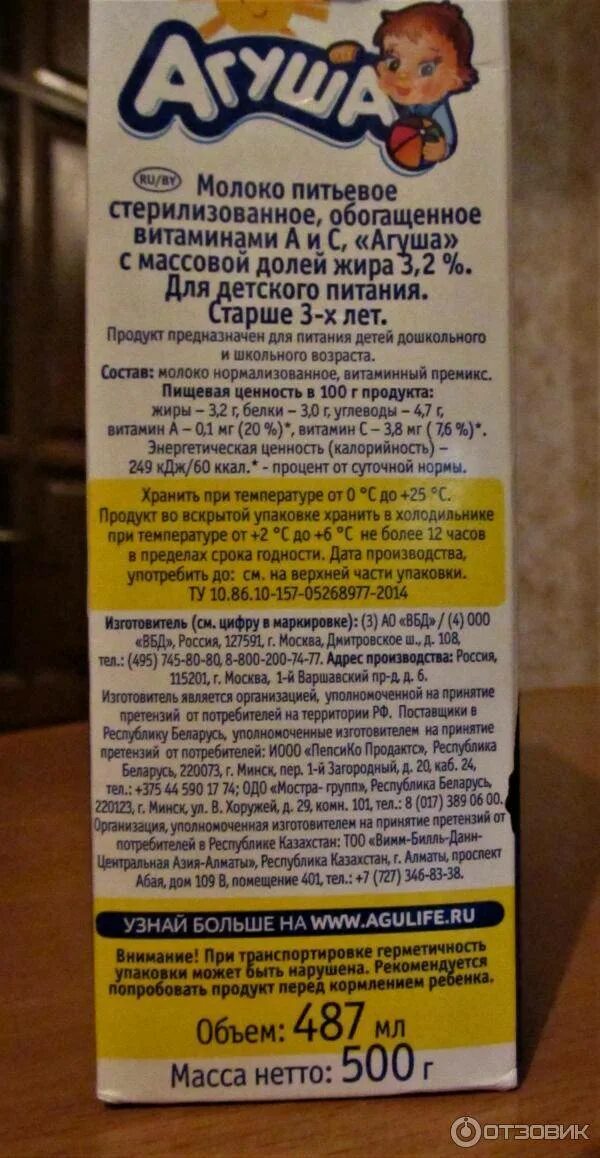 АГУША
RU/BY Молоко питьевое
стерилизованное, обогащенное
витаминами А и С, «Агуша»
с массовой долей жира 3,2 %.
Для детского питания.
Старше 3-х лет.
Продукт предназначен для питания детей дошкольного
и школьного возраста.
Состав: молоко нормализованное, витаминный премикс.
Пищевая ценность в 100 г продукта:
жиры – 3,2 г, белки – 3,0 г, углеводы – 4,7 г,
витамин А – 0,1 мг (20 %)*, витамин С – 3,8 мг ( 7,6 %)*.
Энергетическая ценность (калорийность) –
249 кДж/60 ккал.* - процент от суточной нормы.
Хранить при температуре от 0 °С до +25 °С.
Продукт во вскрытой упаковке хранить в холодильнике
при температуре от +2 °С до +6 °С не более 12 часов
в пределах срока годности. Дата производства,
употребить до: см. на верхней части упаковки.
ТУ 10.86.10-157-05268977-2014
Изготовитель (см. цифру в маркировке): (3) АО «ВБД» / (4) ООО
«ВБД», Россия, 127591, г. Москва, Дмитровское ш., д. 108,
тел.: (495) 745-80-80, 8-800-200-74-77. Адрес производства: Россия,
115201, г. Москва, 1-й Варшавский пр-д, д. 6.
Изготовитель является организацией, уполномоченной на принятие
претензий от потребителей на территории РФ. Поставщики в
Республику Беларусь, уполномоченные изготовителем на принятие
претензий от потребителей: ИООО «ПепсиКо Продактс», Республика
Беларусь, 220073, г. Минск, пер. 1-й Загородный, д. 20, каб. 24,
тел.: +375 44 590 17 74; ОДО «Мостра- групп», Республика Беларусь,
220123, г. Минск, ул. В. Хоружей, д. 29, комн. 101, тел.: 8 (017) 389 06 00.
Организация, уполномоченная изготовителем на принятие претензий от
потребителей в Республике Казахстан: ТОО «Вимм-Билль-Данн-
Центральная Азия-Алматы», Республика Казахстан, г. Алматы, проспект
Абая, дом 109 В, помещение 401, тел.: +7 (727) 346-83-38.
УЗНАЙ БОЛЬШЕ НА WWW.AGULIFE.RU
Внимание! При транспортировке герметичность
упаковки может быть нарушена. Рекомендуется
попробовать продукт перед кормлением ребенка.
Объем: 487 мл
Масса нетто: 500 г
ОТЗОВИК